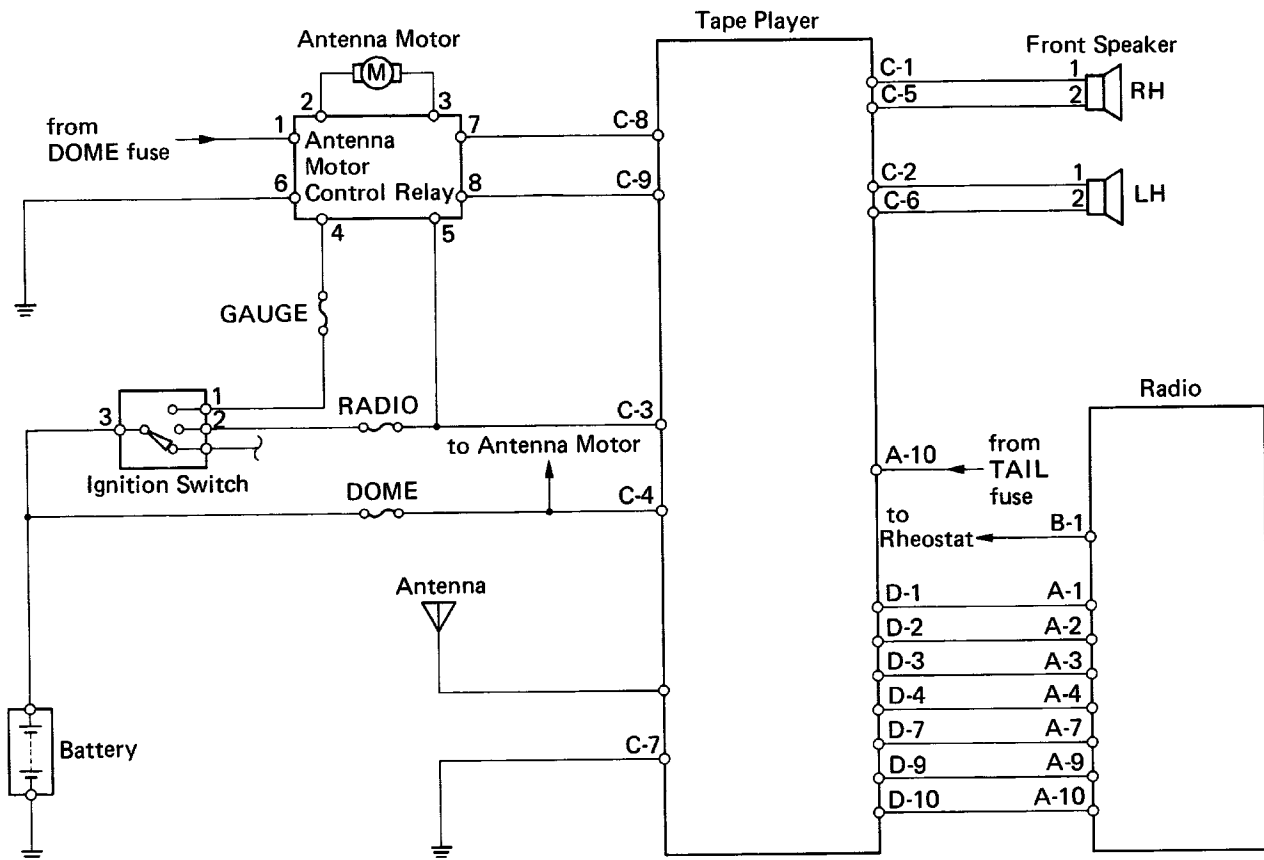 Tape Player
Antenna Motor
M
Front Speaker
2
3
1
Antenna
Motor
Control Relay
6
7
8
4
5
from
DOME fuse
C-8
C-9
C-1
C-5
1
2
RH
C-2
C-6
1
2
LH
GAUGE
3
1
2
Ignition Switch
RADIO
C-3
to Antenna Motor
DOME
C-4
Radio
A-10
from
TAIL
fuse
to
Rheostat
B-1
Antenna
D-1
A-1
D-2
A-2
D-3
A-3
D-4
A-4
D-7
A-7
D-9
A-9
D-10
A-10
C-7
Battery